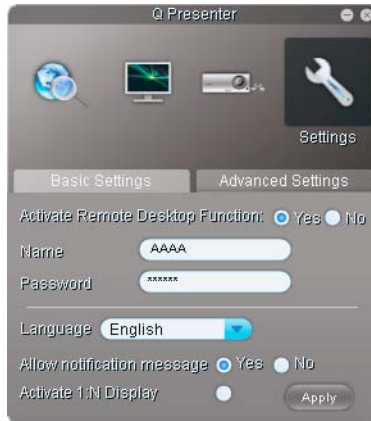 Q Presenter
Settings
Basic Settings Advanced Settings
Activate Remote Desktop Function: Yes No
Name AAAA
Password ******
Language English
Allow notification message Yes No
Activate 1:N Display Apply